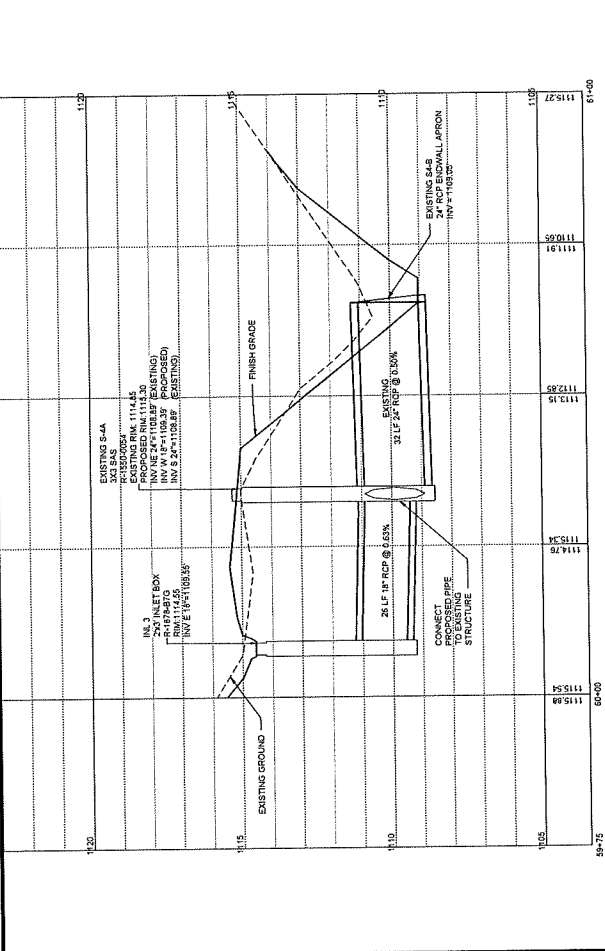 1120
1120
EXISTING S-4A
3X3 SAS
R-1550-0054
EXISTING RIM: 1114.85
PROPOSED RIM:1115.30
INV NE 24"=1108.89' (EXISTING)
INV W 18"=1109.39' (PROPOSED)
INV S 24"=1108.89' (EXISTING)
INL 3
2'x3' INLET BOX
R-1878-B7G
RIM:1114.55
INV E 18"=1109.55'
FINISH GRADE
1115
1115
EXISTING GROUND
EXISTING
32 LF 24" RCP @ 0.50%
26 LF 18" RCP @ 0.63%
1110
1110
EXISTING S4-B
24" RCP ENDWALL APRON
INV = 1109.05'
CONNECT
PROPOSED PIPE
TO EXISTING
STRUCTURE
1105
1105
1115.88
1115.54
1114.76
1115.34
1113.15
1112.85
1111.91
1110.65
1115.27
59+75
60+00
61+00